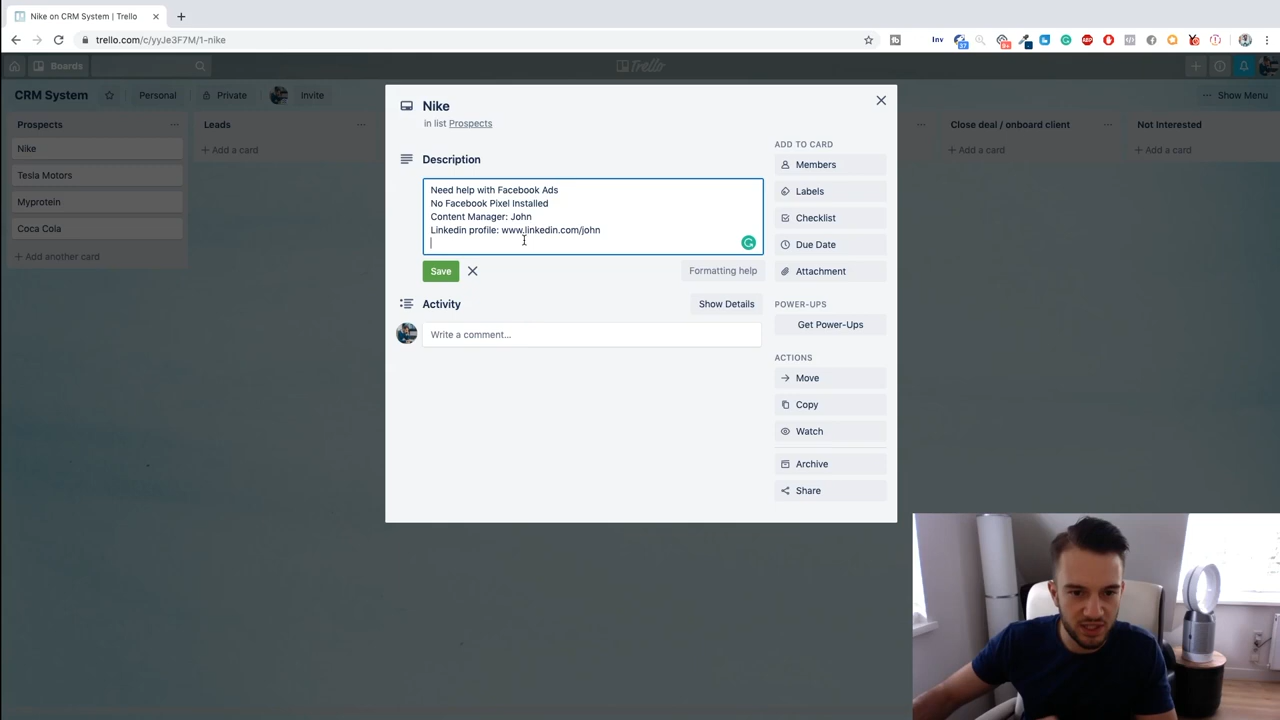 Nike on CRM System | Trello
trello.com/c/yyJe3F7M/1-nike
Inv
37
Boards
Trello
CRM System
Personal
Private
Invite
Show Menu
Prospects
Nike
Tesla Motors
Myprotein
Coca Cola
+ Add another card
Leads
+ Add a card
Close deal / onboard client
+ Add a card
Not Interested
+ Add a card
Nike
in list Prospects
Description
Need help with Facebook Ads
No Facebook Pixel Installed
Content Manager: John
Linkedin profile: www.linkedin.com/john
Save
Formatting help
Activity
Show Details
Write a comment...
ADD TO CARD
Members
Labels
Checklist
Due Date
Attachment
POWER-UPS
Get Power-Ups
ACTIONS
Move
Copy
Watch
Archive
Share